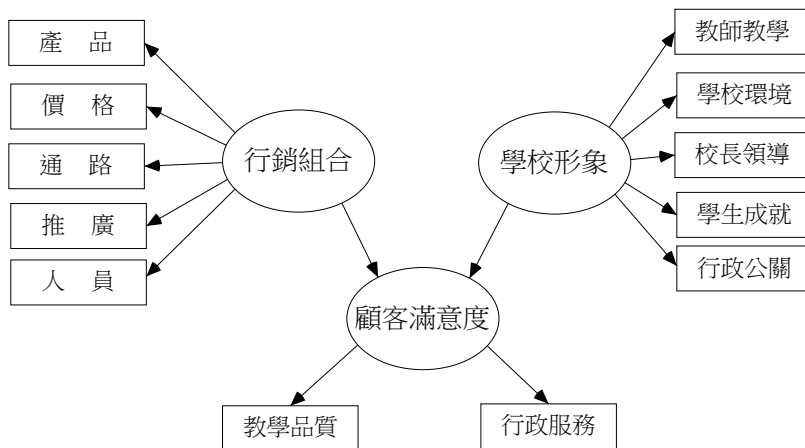 產 品
價 格
通 路
推 廣
人 員
行銷組合
學校形象
教師教學
學校環境
校長領導
學生成就
行政公關
顧客滿意度
教學品質
行政服務